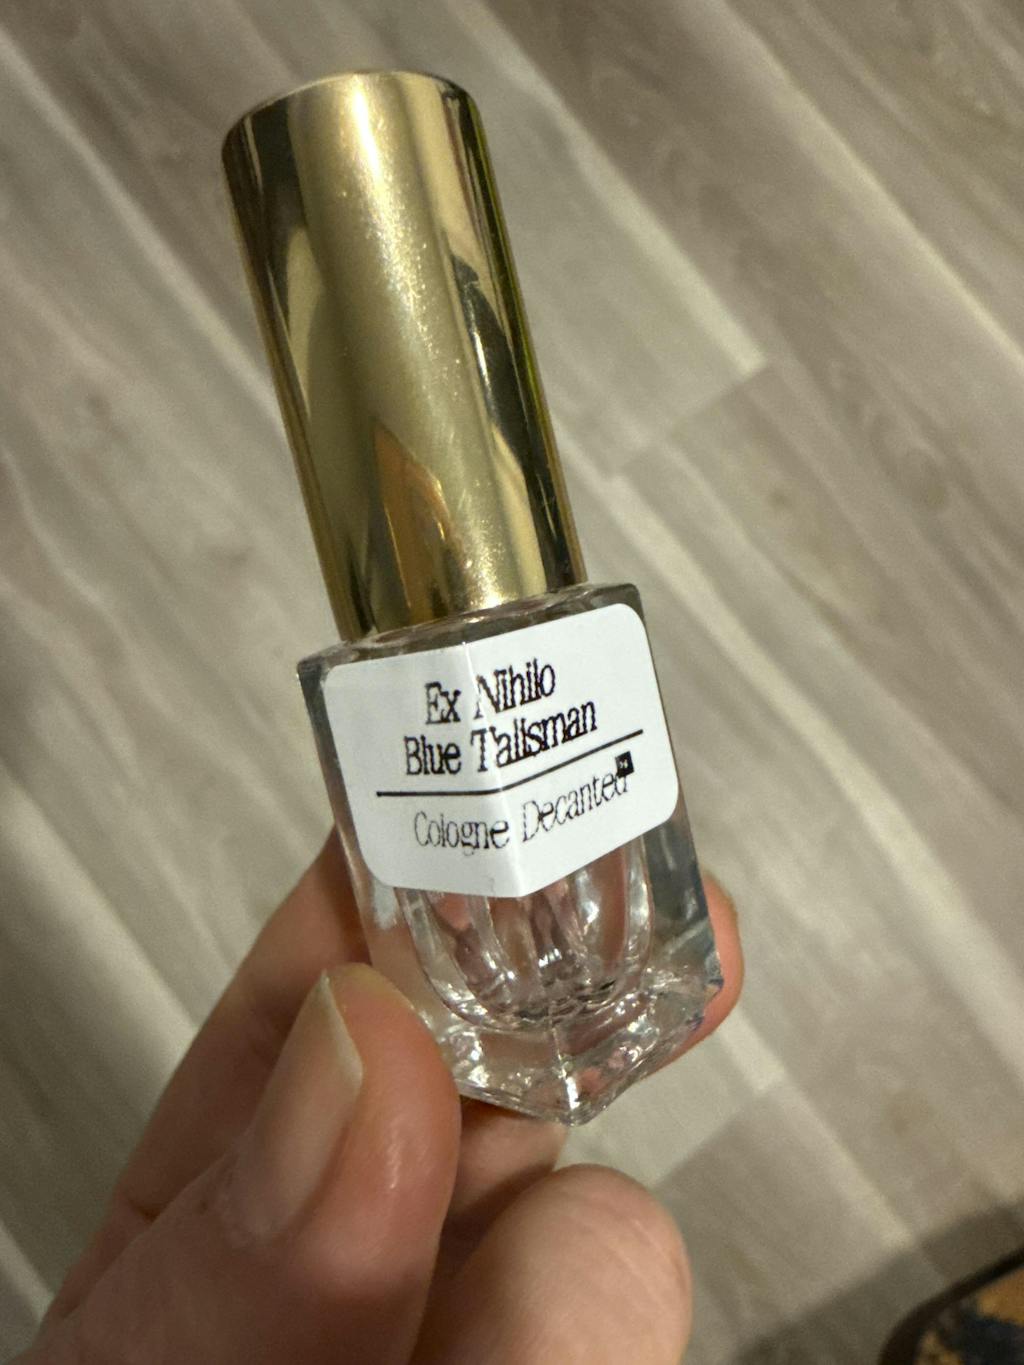 Ex Nihilo
Blue Talisman
Cologne Decanted